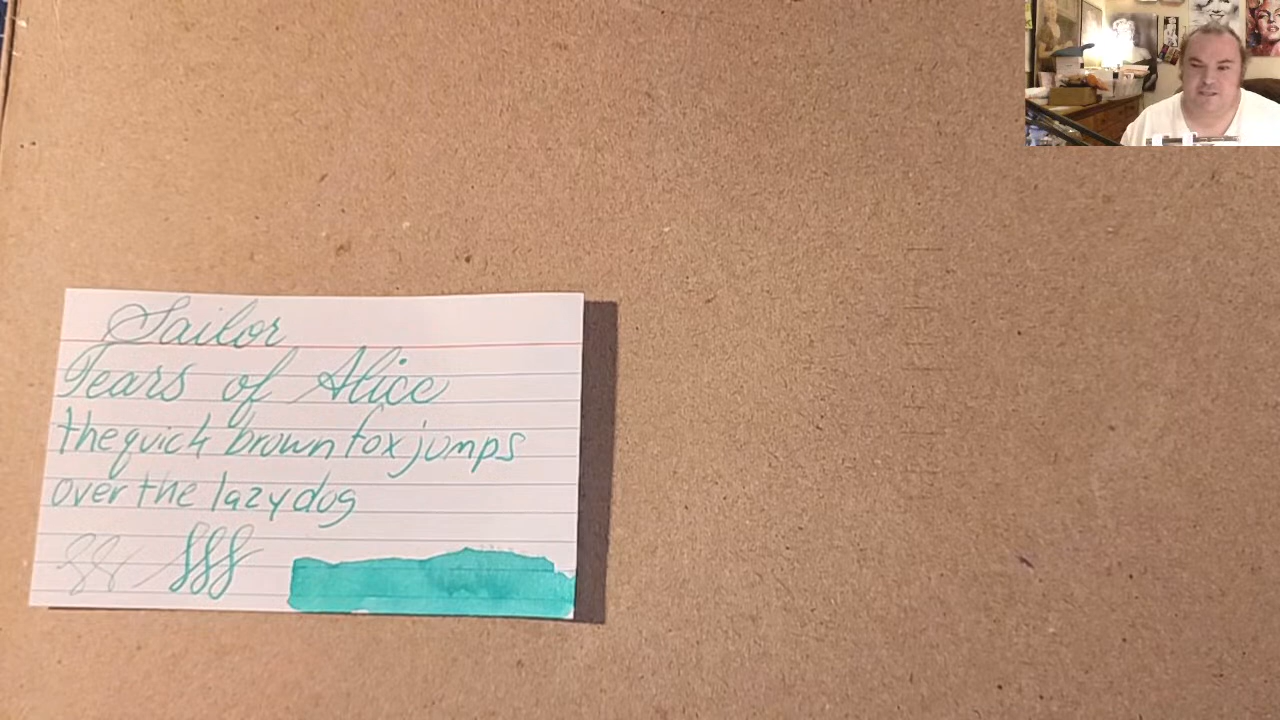 Sailor
Tears of Alice
the quick brown fox jumps
over the lazy dog